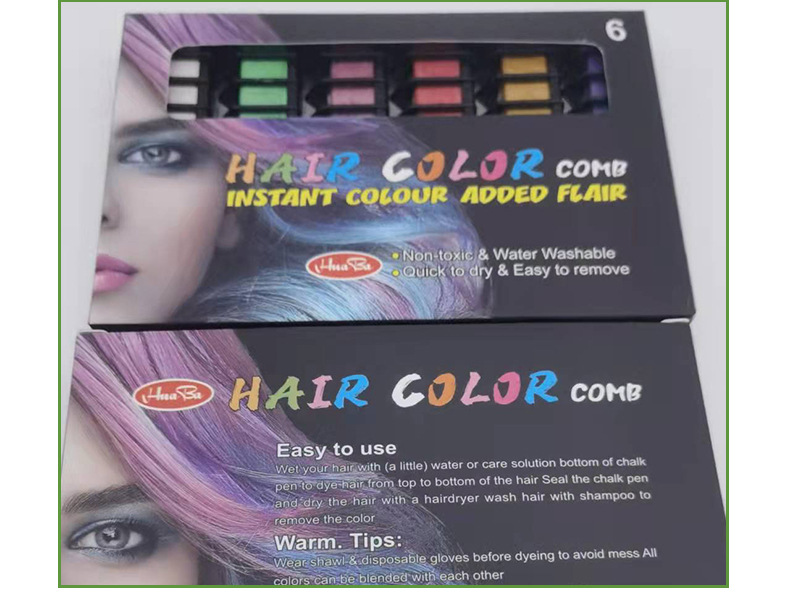 6
HAIR COLOR COMB
INSTANT COLOUR ADDED FLAIR
HuaBa
Non-toxic & Water Washable
Quick to dry & Easy to remove
HuaBa
HAIR COLOR COMB
Easy to use
Wet your hair with (a little) water or care solution bottom of chalk
pen to dye hair from top to bottom of the hair Seal the chalk pen
and dry the hair with a hairdryer wash hair with shampoo to
remove the color
Warm. Tips:
Wear shawl & disposable gloves before dyeing to avoid mess All
colors can be blended with each other